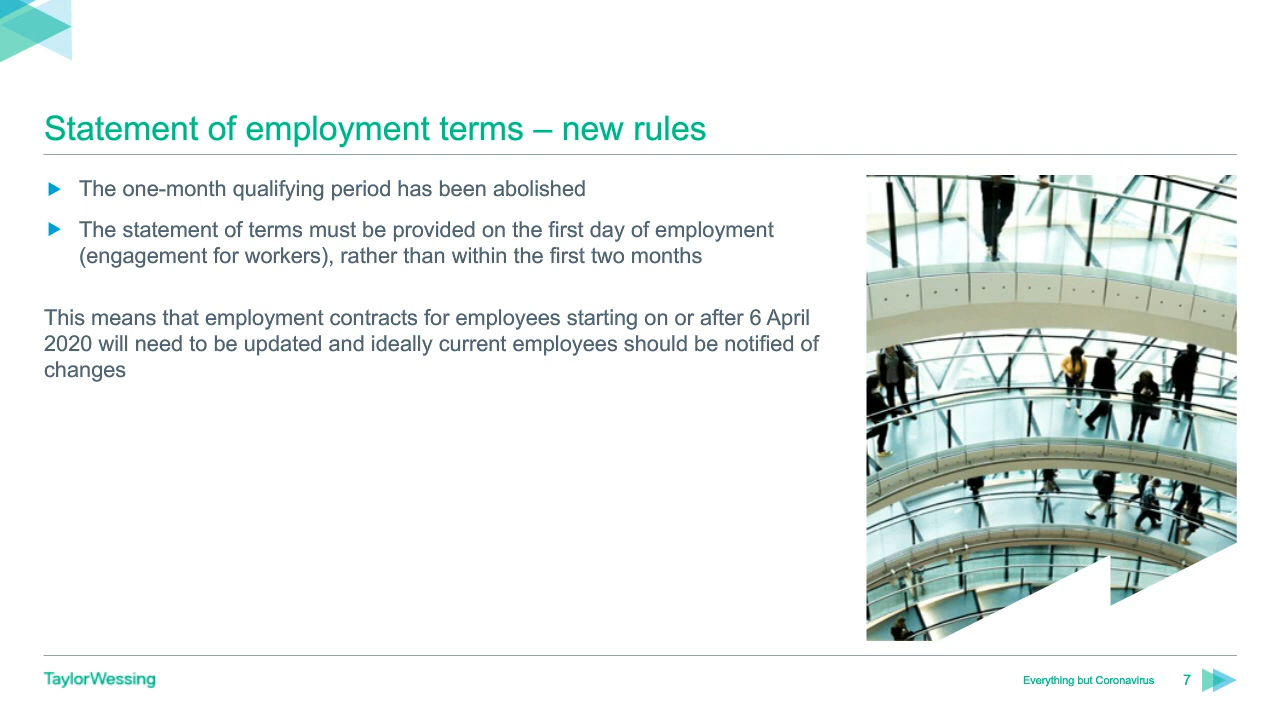 Statement of employment terms – new rules
The one-month qualifying period has been abolished
The statement of terms must be provided on the first day of employment
(engagement for workers), rather than within the first two months
This means that employment contracts for employees starting on or after 6 April
2020 will need to be updated and ideally current employees should be notified of
changes
TaylorWessing
Everything but Coronavirus
7